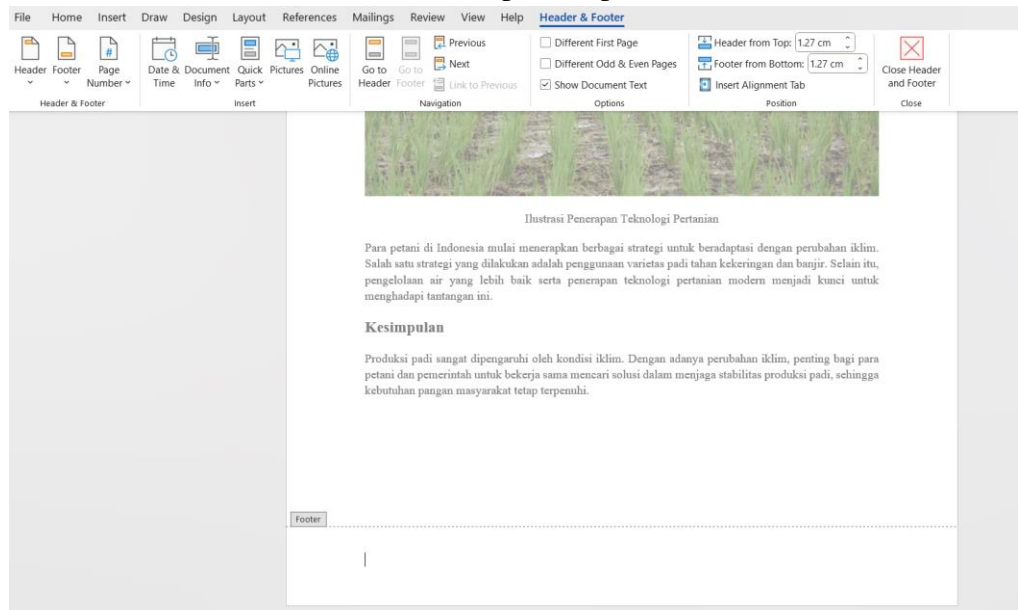 File Home Insert Draw Design Layout References Mailings Review View Help Header & Footer
Header Footer Page Number
Date & Time Document Info Quick Parts Pictures Online Pictures
Go to Header Go to Footer Previous
Next
Link to Previous
Different First Page
Different Odd & Even Pages
Show Document Text
Header from Top: 1.27 cm
Footer from Bottom: 1.27 cm
Insert Alignment Tab
Close Header and Footer
Header & Footer Insert Navigation Options Position Close
Ilustrasi Penerapan Teknologi Pertanian
Para petani di Indonesia mulai menerapkan berbagai strategi untuk beradaptasi dengan perubahan iklim.
Salah satu strategi yang dilakukan adalah penggunaan varietas padi tahan kekeringan dan banjir. Selain itu,
pengelolaan air yang lebih baik serta penerapan teknologi pertanian modern menjadi kunci untuk
menghadapi tantangan ini.
Kesimpulan
Produksi padi sangat dipengaruhi oleh kondisi iklim. Dengan adanya perubahan iklim, penting bagi para
petani dan pemerintah untuk bekerja sama mencari solusi dalam menjaga stabilitas produksi padi, sehingga
kebutuhan pangan masyarakat tetap terpenuhi.
Footer